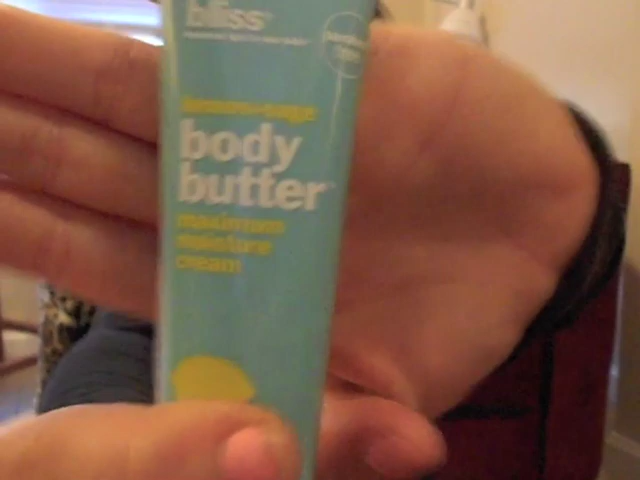 bliss
lemon+sage
body
butter
maximum
moisture
cream